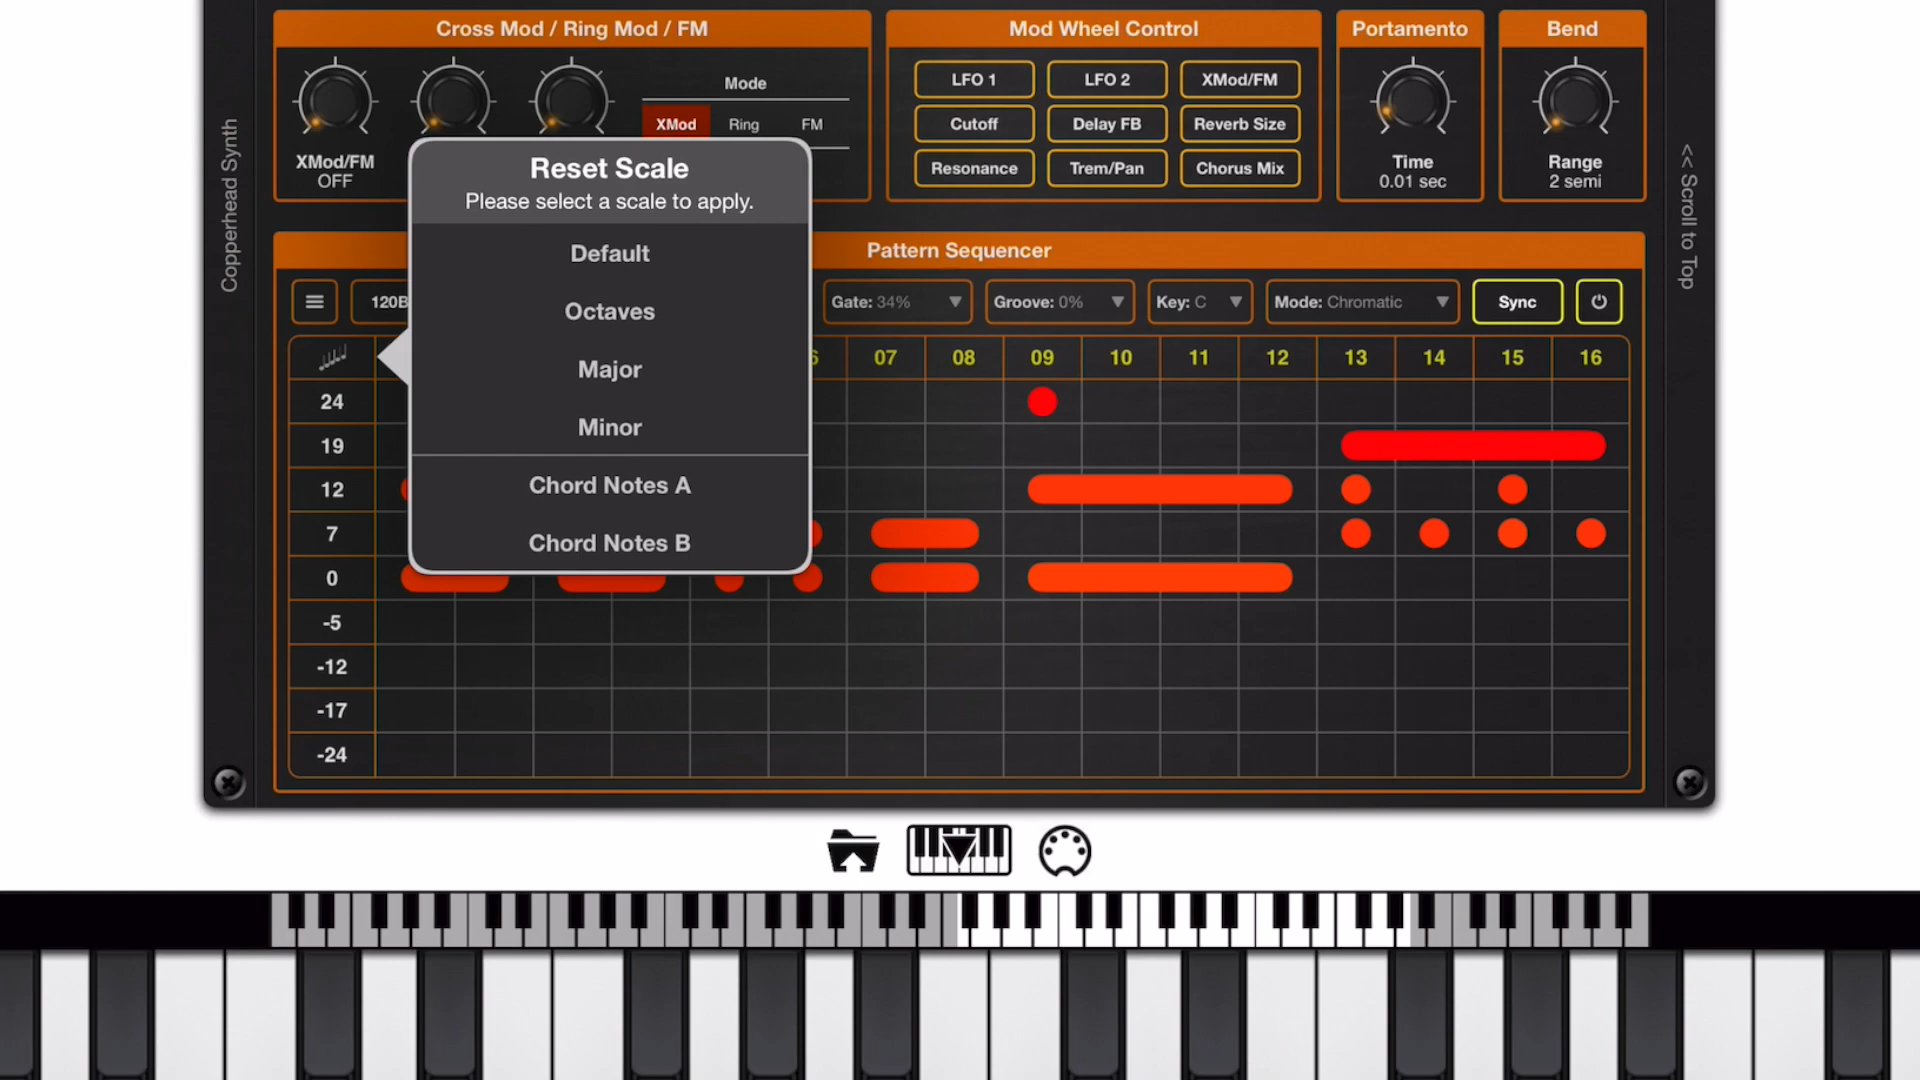 Cross Mod / Ring Mod / FM
Mod Wheel Control
Portamento
Bend
Mode
XMod
Ring
FM
XMod/FM
OFF
LFO 1
LFO 2
XMod/FM
Cutoff
Delay FB
Reverb Size
Resonance
Trem/Pan
Chorus Mix
Time
0.01 sec
Range
2 semi
Copperhead Synth
<< Scroll to Top
Reset Scale
Please select a scale to apply.
Default
Octaves
Major
Minor
Chord Notes A
Chord Notes B
Pattern Sequencer
Gate: 34%
Groove: 0%
Key: C
Mode: Chromatic
Sync
07 08 09 10 11 12 13 14 15 16
24
19
12
7
0
-5
-12
-17
-24